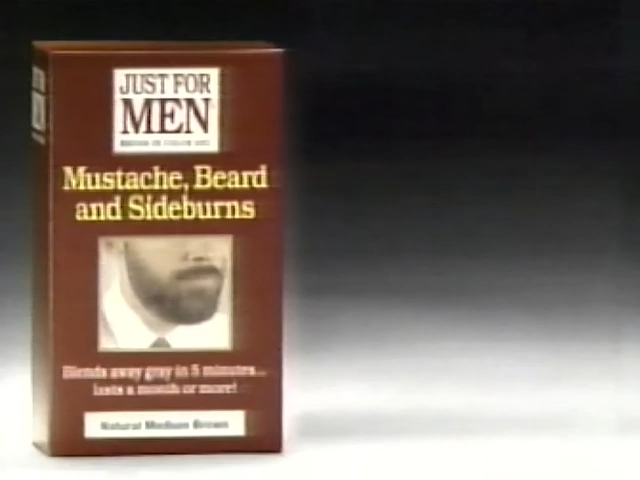 JUST FOR
MEN
Mustache, Beard
and Sideburns
Blends away gray in 5 minutes...
lasts a month or more!
Natural Medium Brown